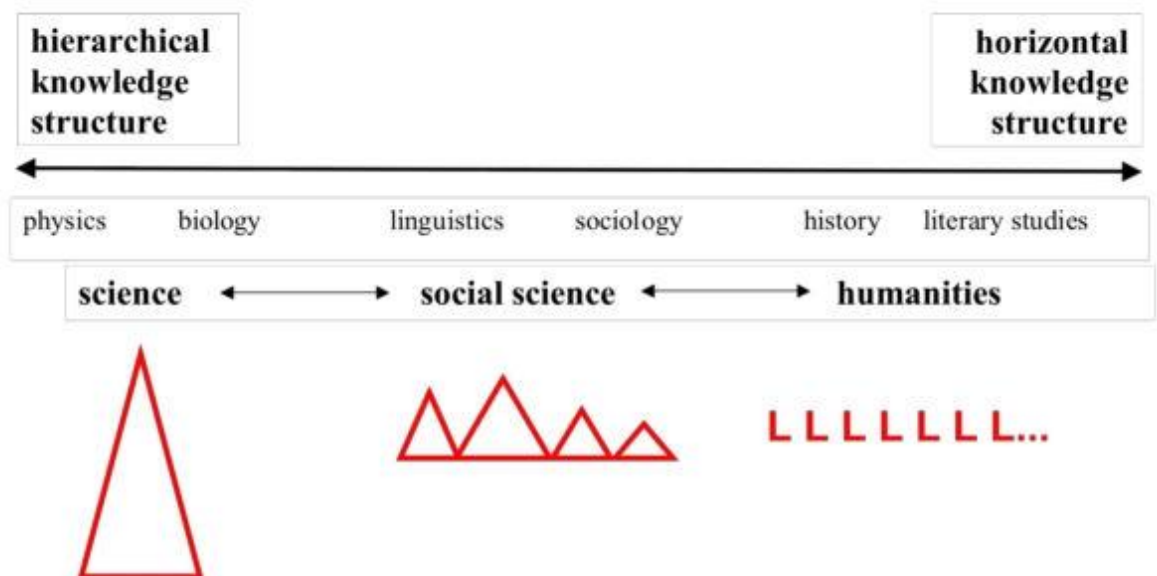 hierarchical
knowledge
structure
horizontal
knowledge
structure
physics biology linguistics sociology history literary studies
science social science humanities
L L L L L L L...